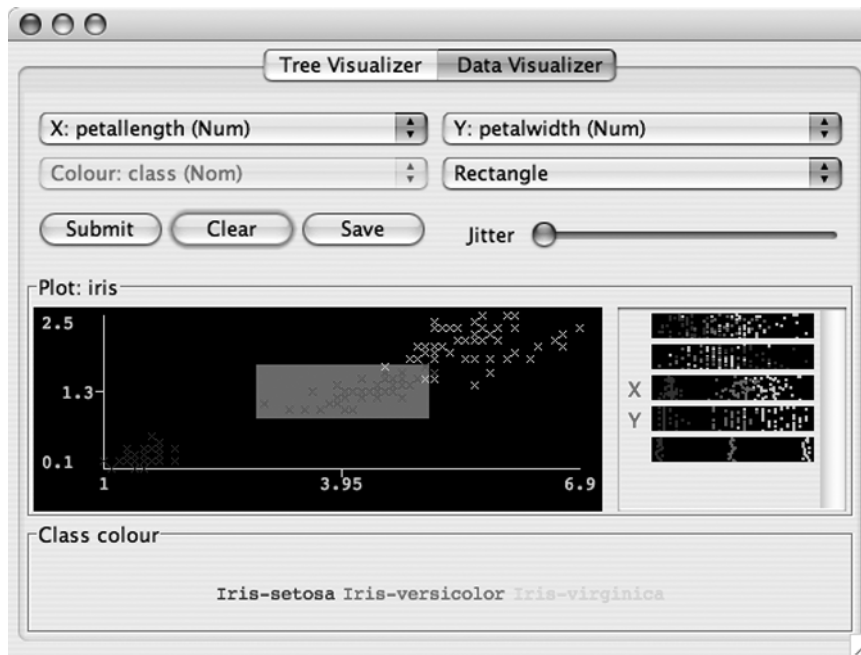 Tree Visualizer Data Visualizer
X: petallength (Num) Y: petalwidth (Num)
Colour: class (Nom) Rectangle
Submit Clear Save Jitter
Plot: iris
2.5
1.3
0.1
1 3.95 6.9
X
Y
Class colour
Iris-setosa Iris-versicolor Iris-virginica